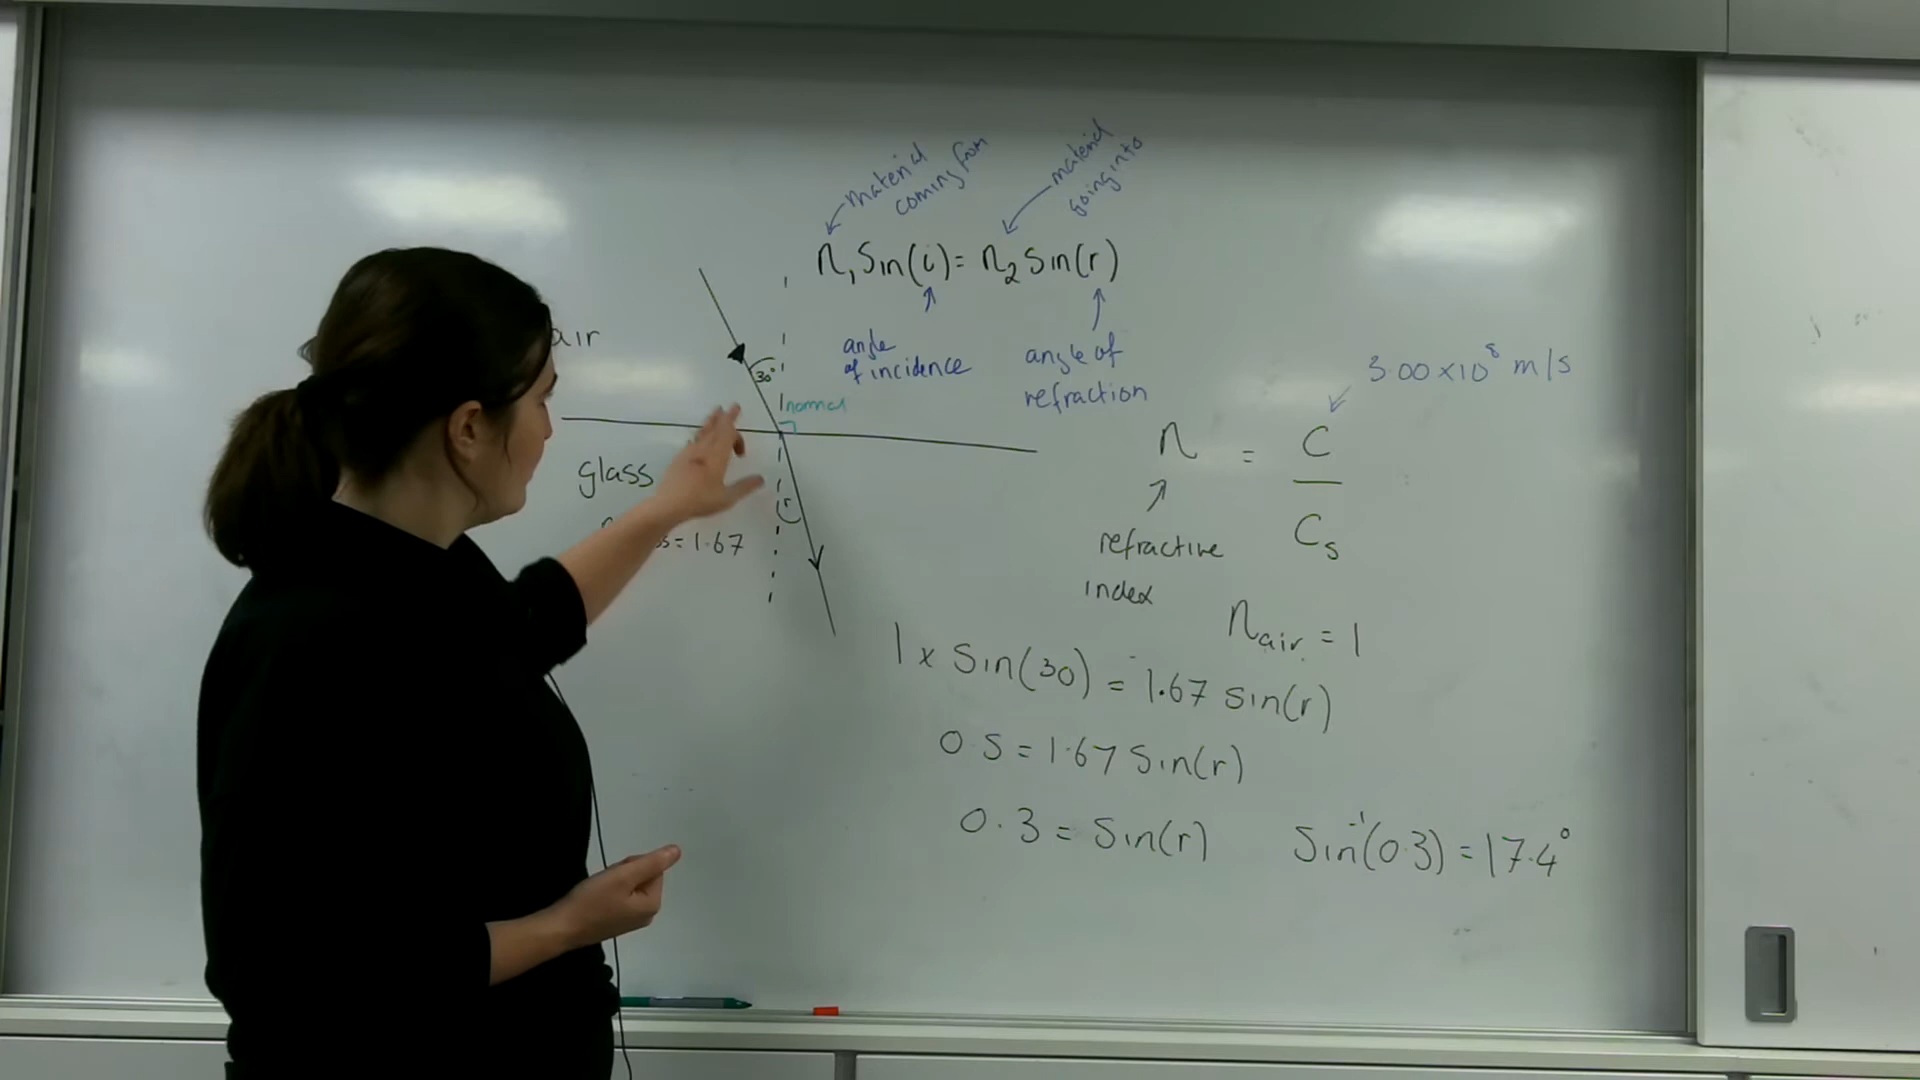 material
coming from
material
going into
n₁ Sin(i) = n₂ Sin(r)
air
angle
of incidence
angle of
refraction
30°
normal
glass
r
ss = 1.67
3.00 x 10⁸ m/s
n = C
Cs
refractive
index
n air = 1
1 x Sin(30) = 1.67 sin(r)
0.5 = 1.67 Sin(r)
0.3 = Sin(r)
Sin⁻¹(0.3) = 17.4°